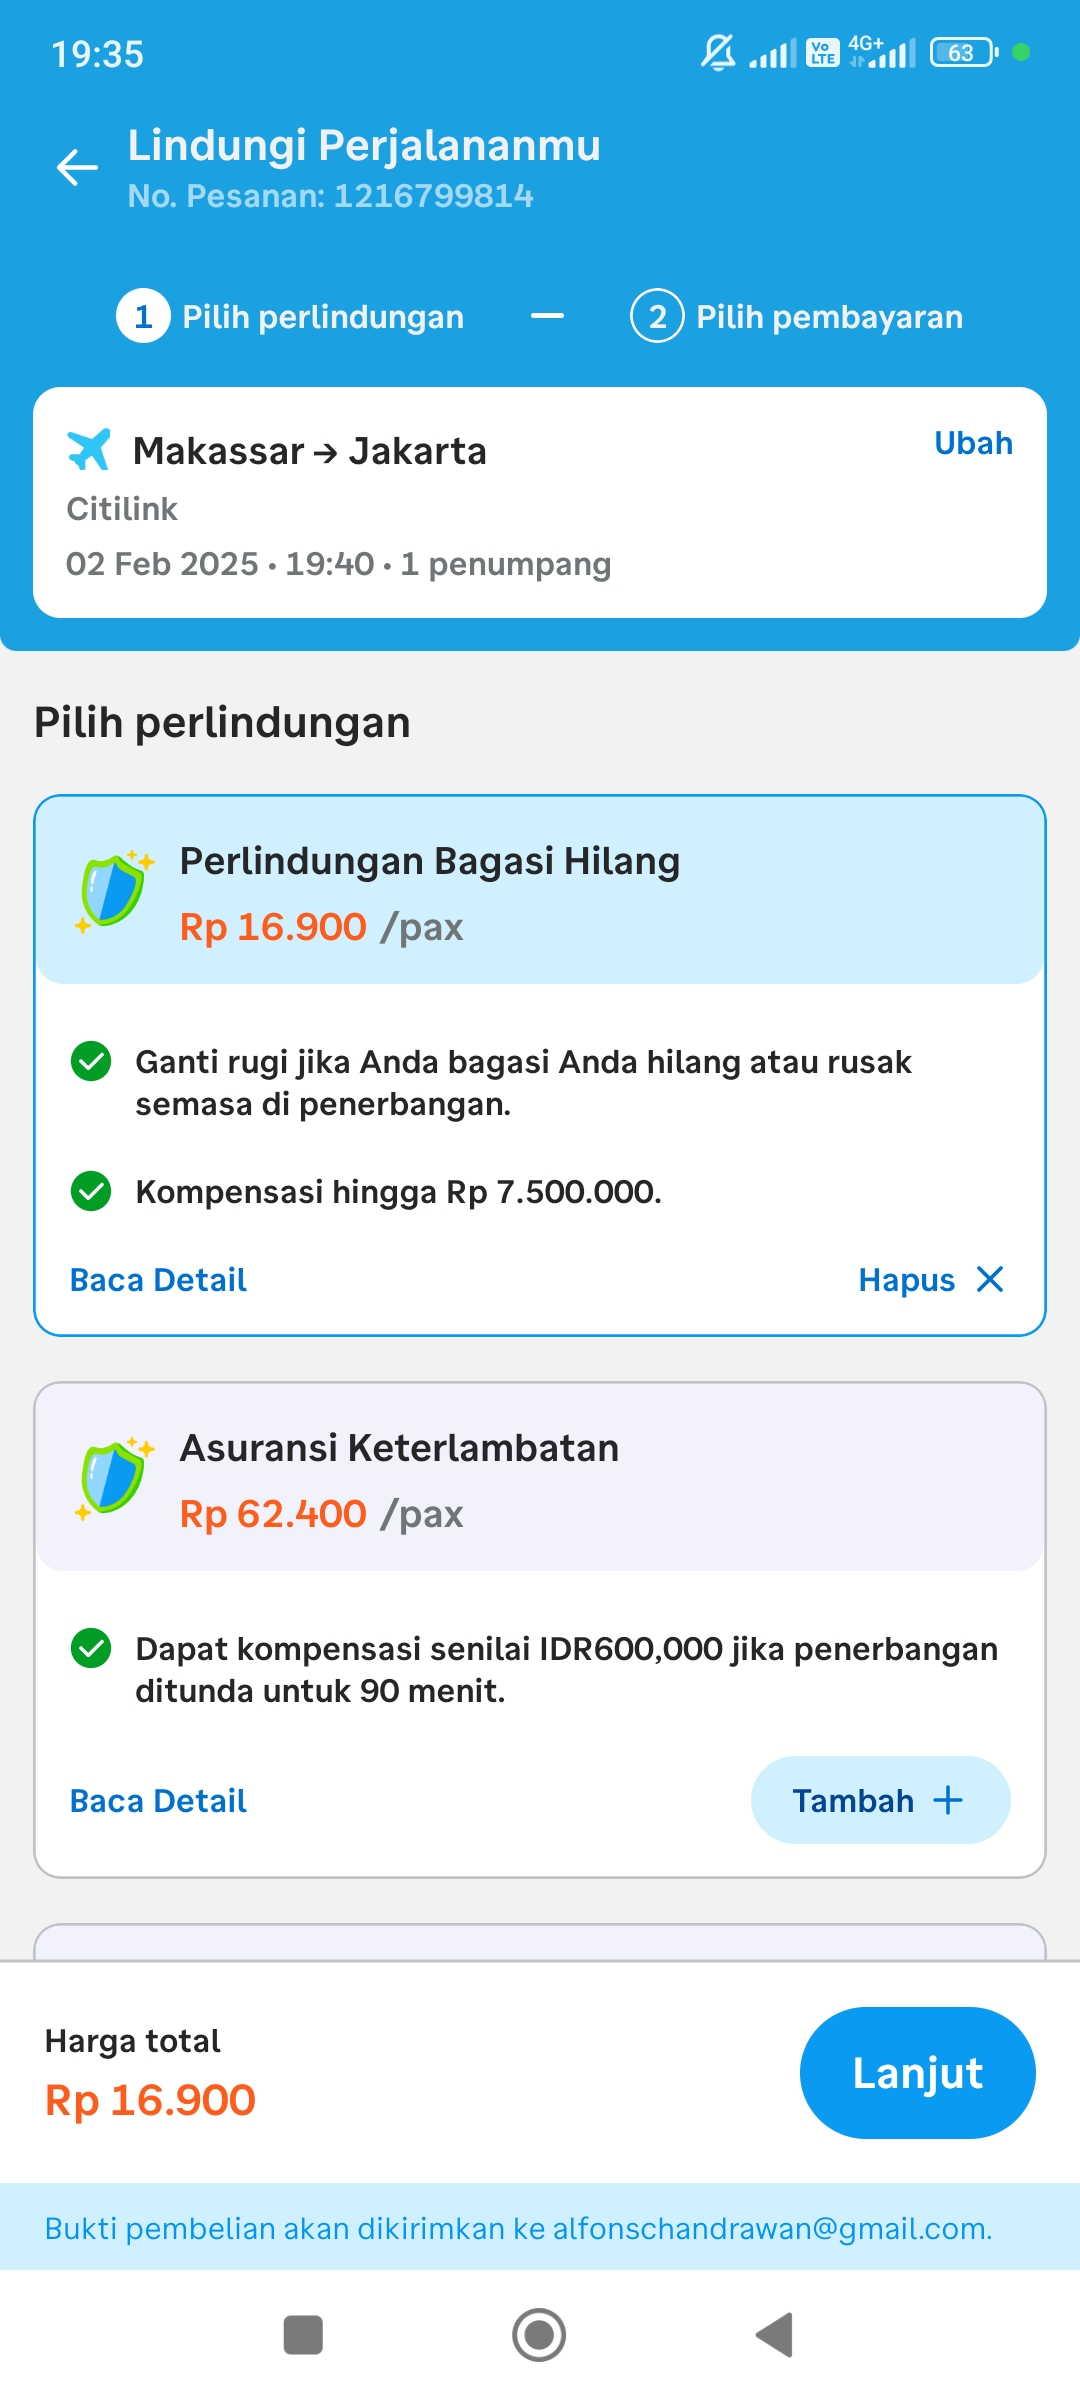 19:35
Vo LTE 4G+ 63
Lindungi Perjalananmu
No. Pesanan: 1216799814
1 Pilih perlindungan — 2 Pilih pembayaran
Makassar → Jakarta Ubah
Citilink
02 Feb 2025 • 19:40 • 1 penumpang
Pilih perlindungan
Perlindungan Bagasi Hilang
Rp 16.900 /pax
Ganti rugi jika Anda bagasi Anda hilang atau rusak
semasa di penerbangan.
Kompensasi hingga Rp 7.500.000.
Baca Detail Hapus ×
Asuransi Keterlambatan
Rp 62.400 /pax
Dapat kompensasi senilai IDR600,000 jika penerbangan
ditunda untuk 90 menit.
Baca Detail Tambah +
Harga total
Rp 16.900
Lanjut
Bukti pembelian akan dikirimkan ke alfonschandrawan@gmail.com.